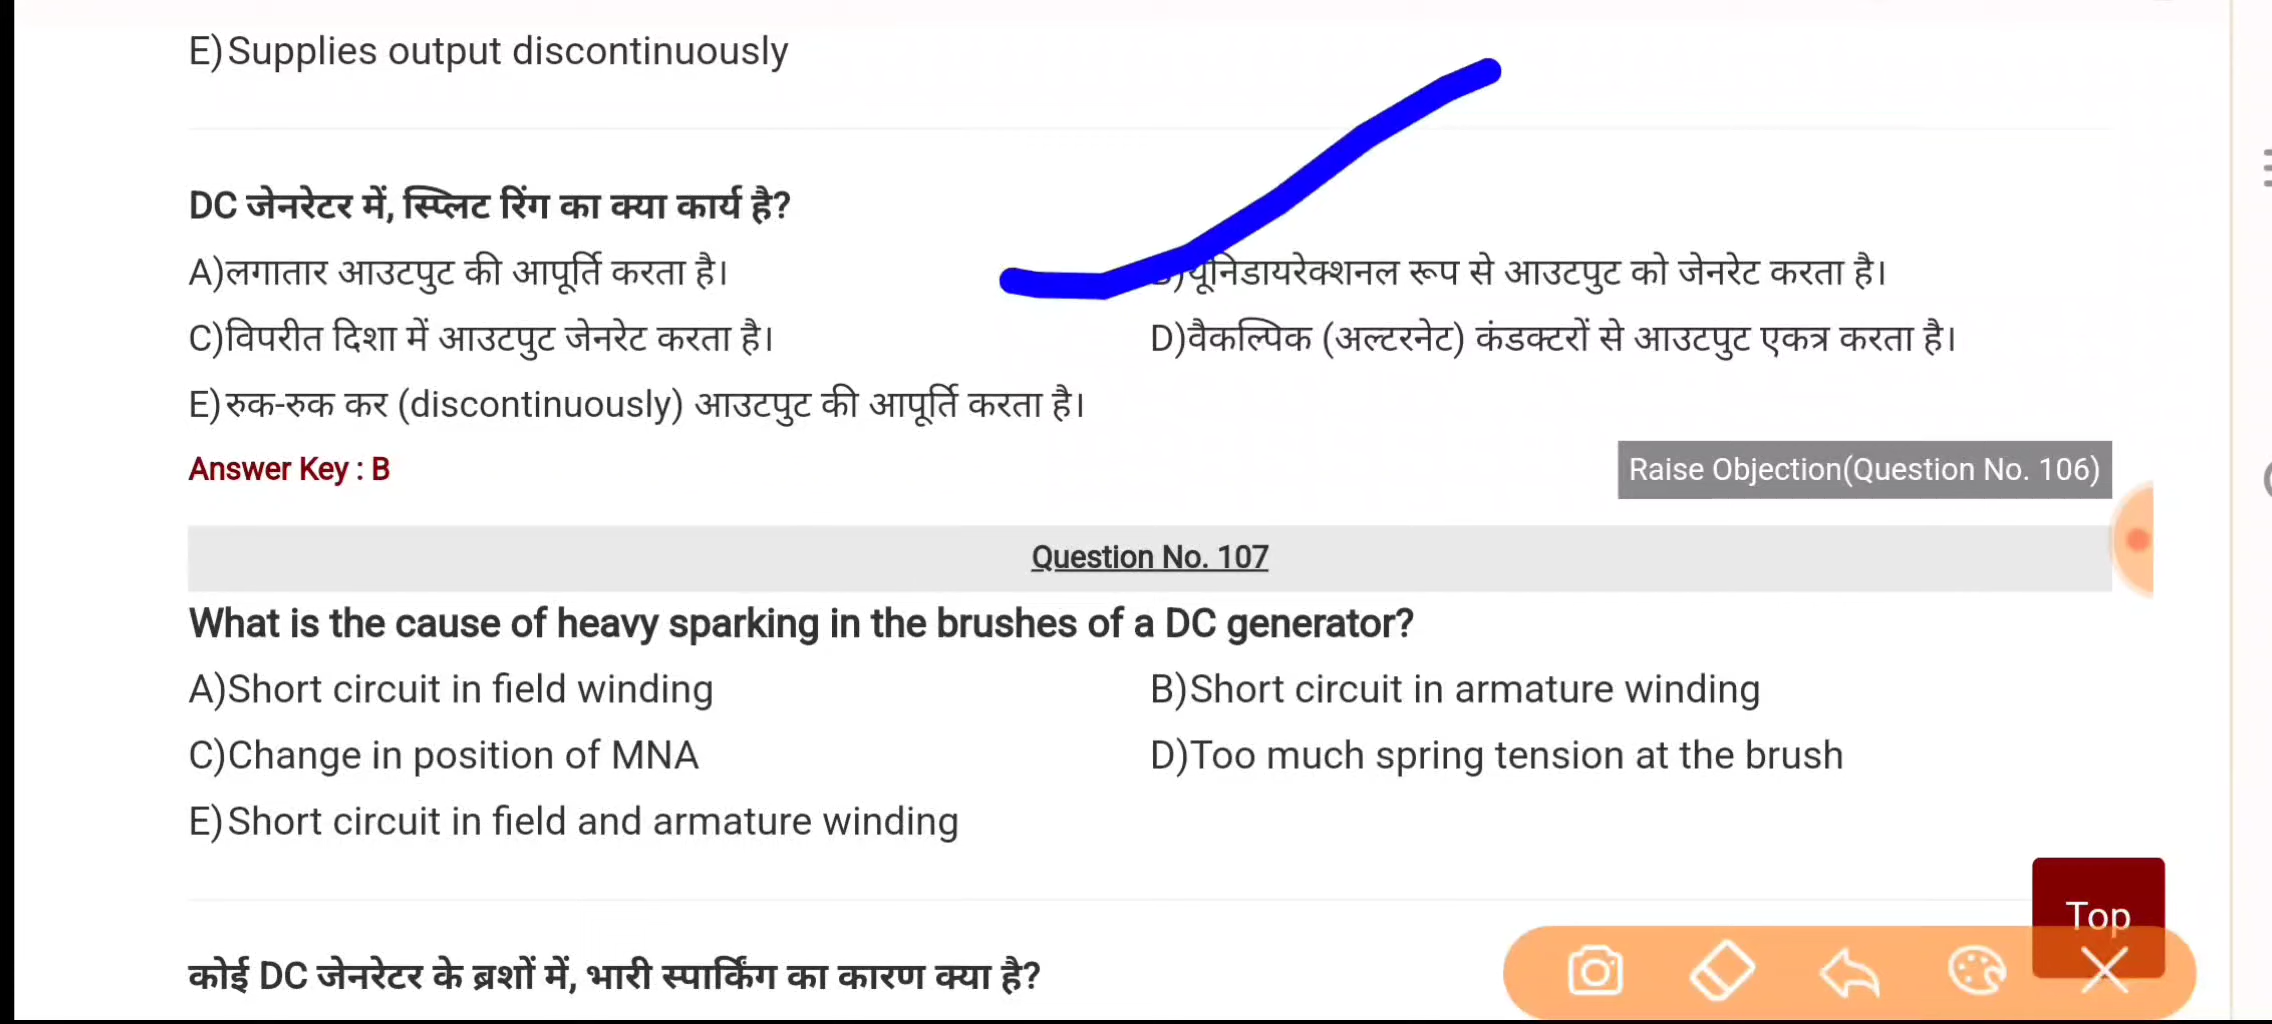 E)Supplies output discontinuously
DC जेनरेटर में, स्प्लिट रिंग का क्या कार्य है?
A)लगातार आउटपुट की आपूर्ति करता है। यूनिडायरेक्शनल रूप से आउटपुट को जेनरेट करता है।
C)विपरीत दिशा में आउटपुट जेनरेट करता है। D)वैकल्पिक (अल्टरनेट) कंडक्टरों से आउटपुट एकत्र करता है।
E)रुक-रुक कर (discontinuously) आउटपुट की आपूर्ति करता है।
Answer Key : B Raise Objection(Question No. 106)
Question No. 107
What is the cause of heavy sparking in the brushes of a DC generator?
A)Short circuit in field winding B)Short circuit in armature winding
C)Change in position of MNA D)Too much spring tension at the brush
E)Short circuit in field and armature winding
Top
कोई DC जेनरेटर के ब्रशों में, भारी स्पार्किंग का कारण क्या है?